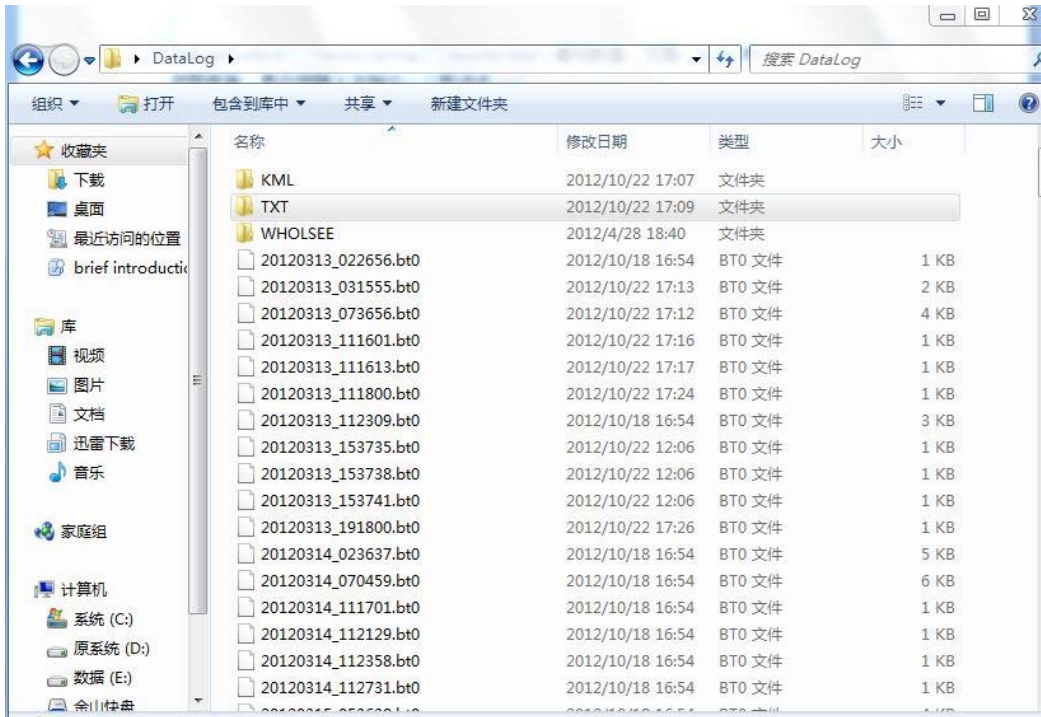 DataLog
搜索 DataLog
组织 打开 包含到库中 共享 新建文件夹
收藏夹
下载
桌面
最近访问的位置
brief introductic
库
视频
图片
文档
迅雷下载
音乐
家庭组
计算机
系统 (C:)
原系统 (D:)
数据 (E:)
金山快盘
名称 修改日期 类型 大小
KML 2012/10/22 17:07 文件夹
TXT 2012/10/22 17:09 文件夹
WHOLSEE 2012/4/28 18:40 文件夹
20120313_022656.bt0 2012/10/18 16:54 BT0 文件 1 KB
20120313_031555.bt0 2012/10/22 17:13 BT0 文件 2 KB
20120313_073656.bt0 2012/10/22 17:12 BT0 文件 4 KB
20120313_111601.bt0 2012/10/22 17:16 BT0 文件 1 KB
20120313_111613.bt0 2012/10/22 17:17 BT0 文件 1 KB
20120313_111800.bt0 2012/10/22 17:24 BT0 文件 1 KB
20120313_112309.bt0 2012/10/18 16:54 BT0 文件 3 KB
20120313_153735.bt0 2012/10/22 12:06 BT0 文件 1 KB
20120313_153738.bt0 2012/10/22 12:06 BT0 文件 1 KB
20120313_153741.bt0 2012/10/22 12:06 BT0 文件 1 KB
20120313_191800.bt0 2012/10/22 17:26 BT0 文件 1 KB
20120314_023637.bt0 2012/10/18 16:54 BT0 文件 5 KB
20120314_070459.bt0 2012/10/18 16:54 BT0 文件 6 KB
20120314_111701.bt0 2012/10/18 16:54 BT0 文件 1 KB
20120314_112129.bt0 2012/10/18 16:54 BT0 文件 1 KB
20120314_112358.bt0 2012/10/18 16:54 BT0 文件 1 KB
20120314_112731.bt0 2012/10/18 16:54 BT0 文件 1 KB